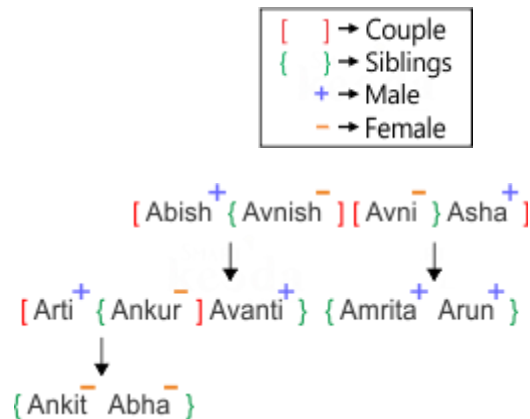 [ ] → Couple
{ } → Siblings
+ → Male
− → Female
[Abish+ {Avnish−] [Avni−} Asha+]
[Arti+ {Ankur−] Avanti+} {Amrita+ Arun+}
{Ankit− Abha−}